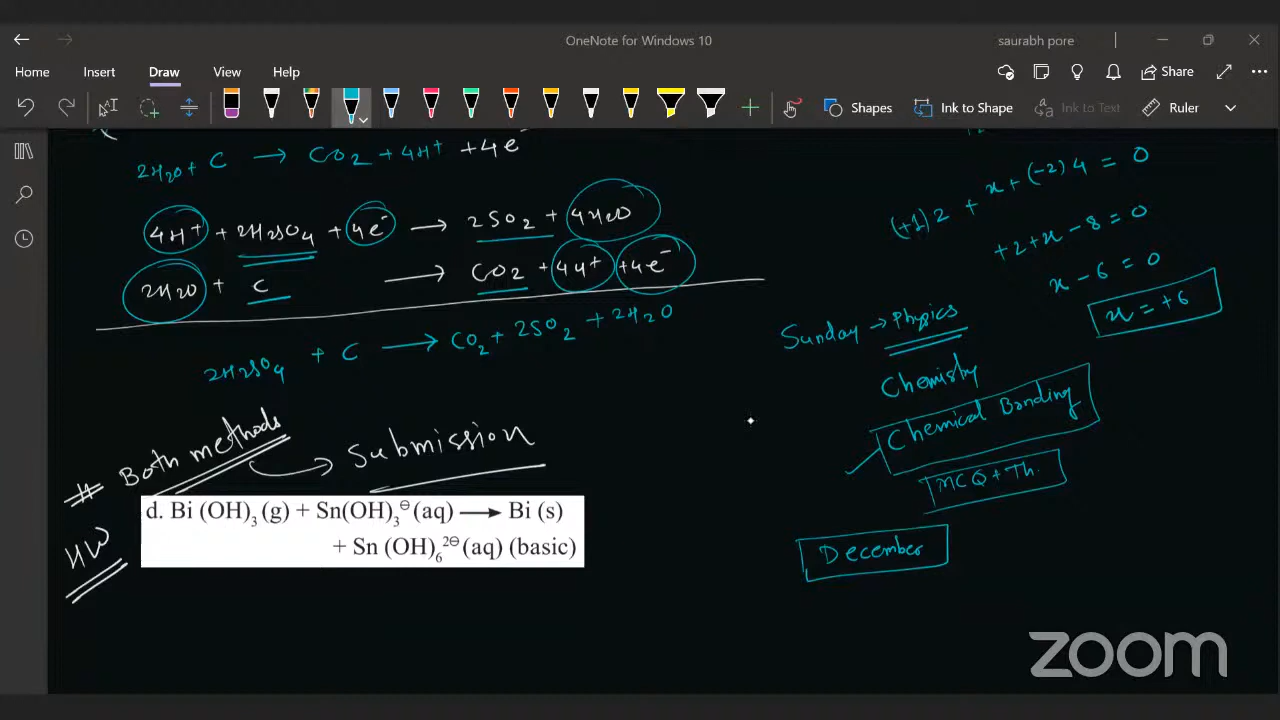 OneNote for Windows 10
saurabh pore
Home Insert Draw View Help
Share
Shapes
Ink to Shape
Ink to Text
Ruler
2H2O + C → CO2 + 4H+ + 4e-
4H+ + 2H2SO4 + 4e- → 2SO2 + 4H2O
2H2O + C → CO2 + 4H+ + 4e-
2H2SO4 + C → CO2 + 2SO2 + 2H2O
# Both methods → Submission
HW
d. Bi (OH)₃ (g) + Sn(OH)₃⊖ (aq) → Bi (s)
+ Sn (OH)₆2⊖ (aq) (basic)
(+1)2 + x + (-2)4 = 0
+2 + x - 8 = 0
x - 6 = 0
x = +6
Sunday → Physics
Chemistry
Chemical Bonding
MCQ + Th.
December
zoom